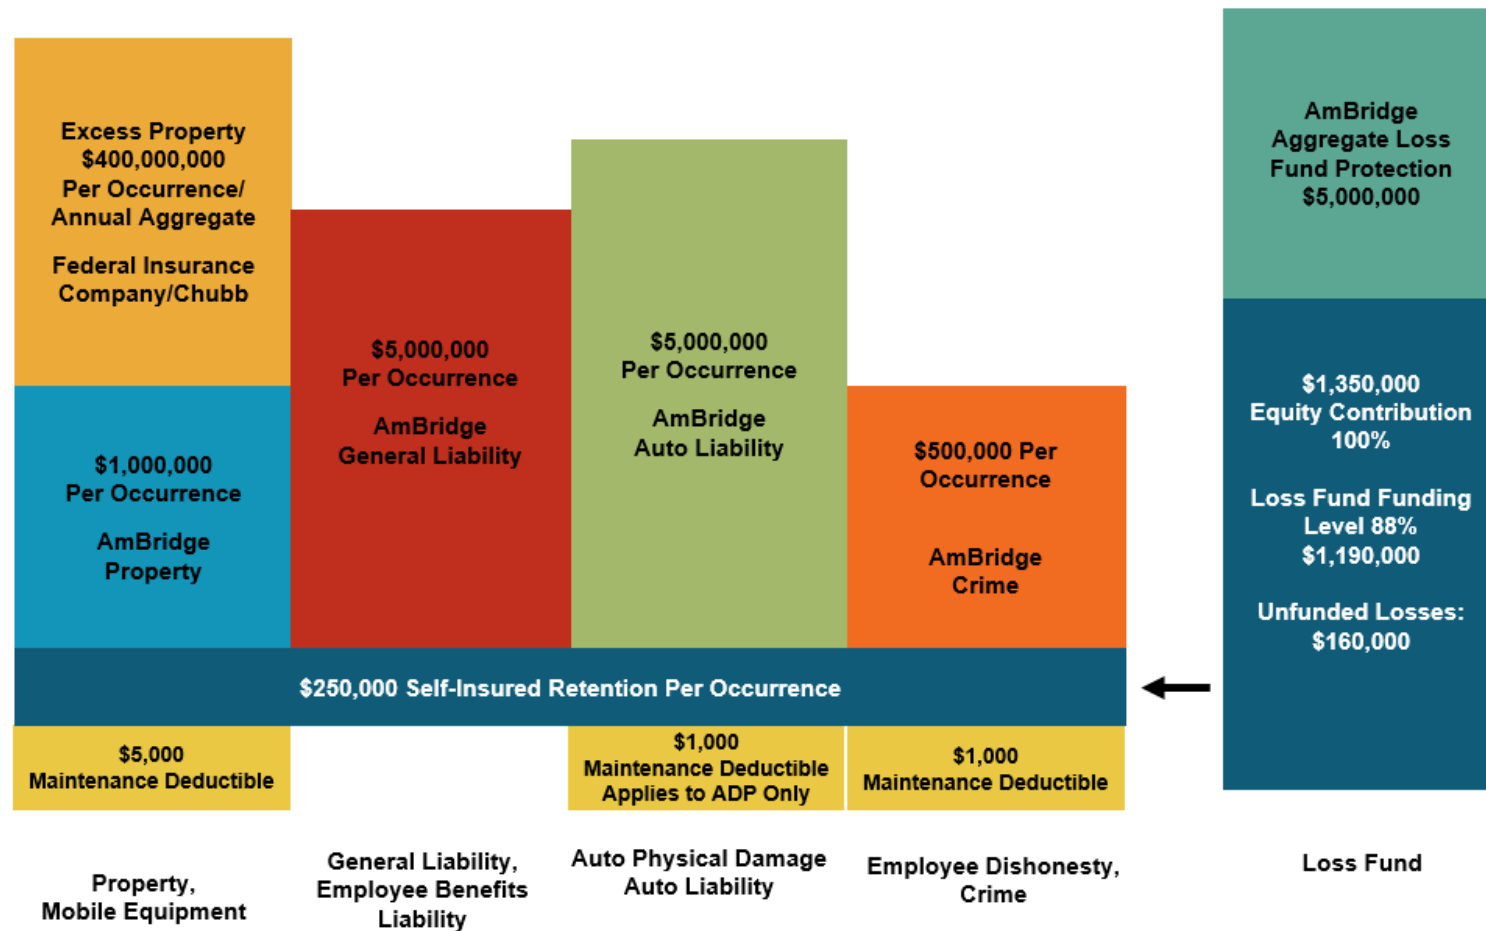 Excess Property
$400,000,000
Per Occurrence/
Annual Aggregate
Federal Insurance
Company/Chubb
$1,000,000
Per Occurrence
AmBridge
Property
$5,000,000
Per Occurrence
AmBridge
General Liability
$5,000,000
Per Occurrence
AmBridge
Auto Liability
$500,000 Per
Occurrence
AmBridge
Crime
$250,000 Self-Insured Retention Per Occurrence
$5,000
Maintenance Deductible
$1,000
Maintenance Deductible
Applies to ADP Only
$1,000
Maintenance Deductible
Property,
Mobile Equipment
General Liability,
Employee Benefits
Liability
Auto Physical Damage
Auto Liability
Employee Dishonesty,
Crime
AmBridge
Aggregate Loss
Fund Protection
$5,000,000
$1,350,000
Equity Contribution
100%
Loss Fund Funding
Level 88%
$1,190,000
Unfunded Losses:
$160,000
Loss Fund